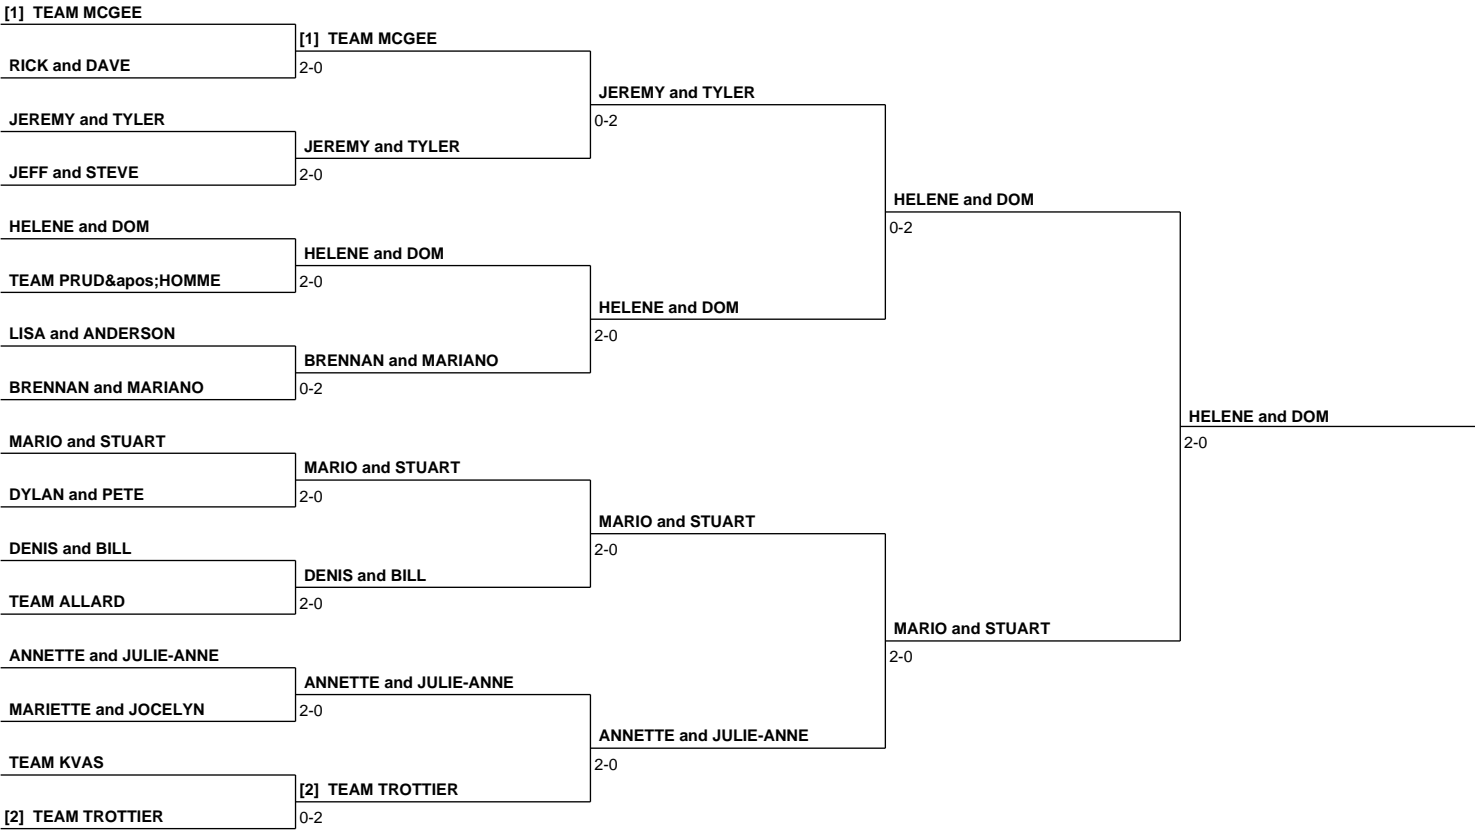 [1] TEAM MCGEE
RICK and DAVE
JEREMY and TYLER
JEFF and STEVE
HELENE and DOM
TEAM PRUD&apos;HOMME
LISA and ANDERSON
BRENNAN and MARIANO
MARIO and STUART
DYLAN and PETE
DENIS and BILL
TEAM ALLARD
ANNETTE and JULIE-ANNE
MARIETTE and JOCELYN
TEAM KVAS
[2] TEAM TROTTIER
[1] TEAM MCGEE
2-0
JEREMY and TYLER
2-0
HELENE and DOM
2-0
BRENNAN and MARIANO
0-2
MARIO and STUART
2-0
DENIS and BILL
2-0
ANNETTE and JULIE-ANNE
2-0
[2] TEAM TROTTIER
0-2
JEREMY and TYLER
0-2
HELENE and DOM
2-0
MARIO and STUART
2-0
ANNETTE and JULIE-ANNE
2-0
HELENE and DOM
0-2
MARIO and STUART
2-0
HELENE and DOM
2-0